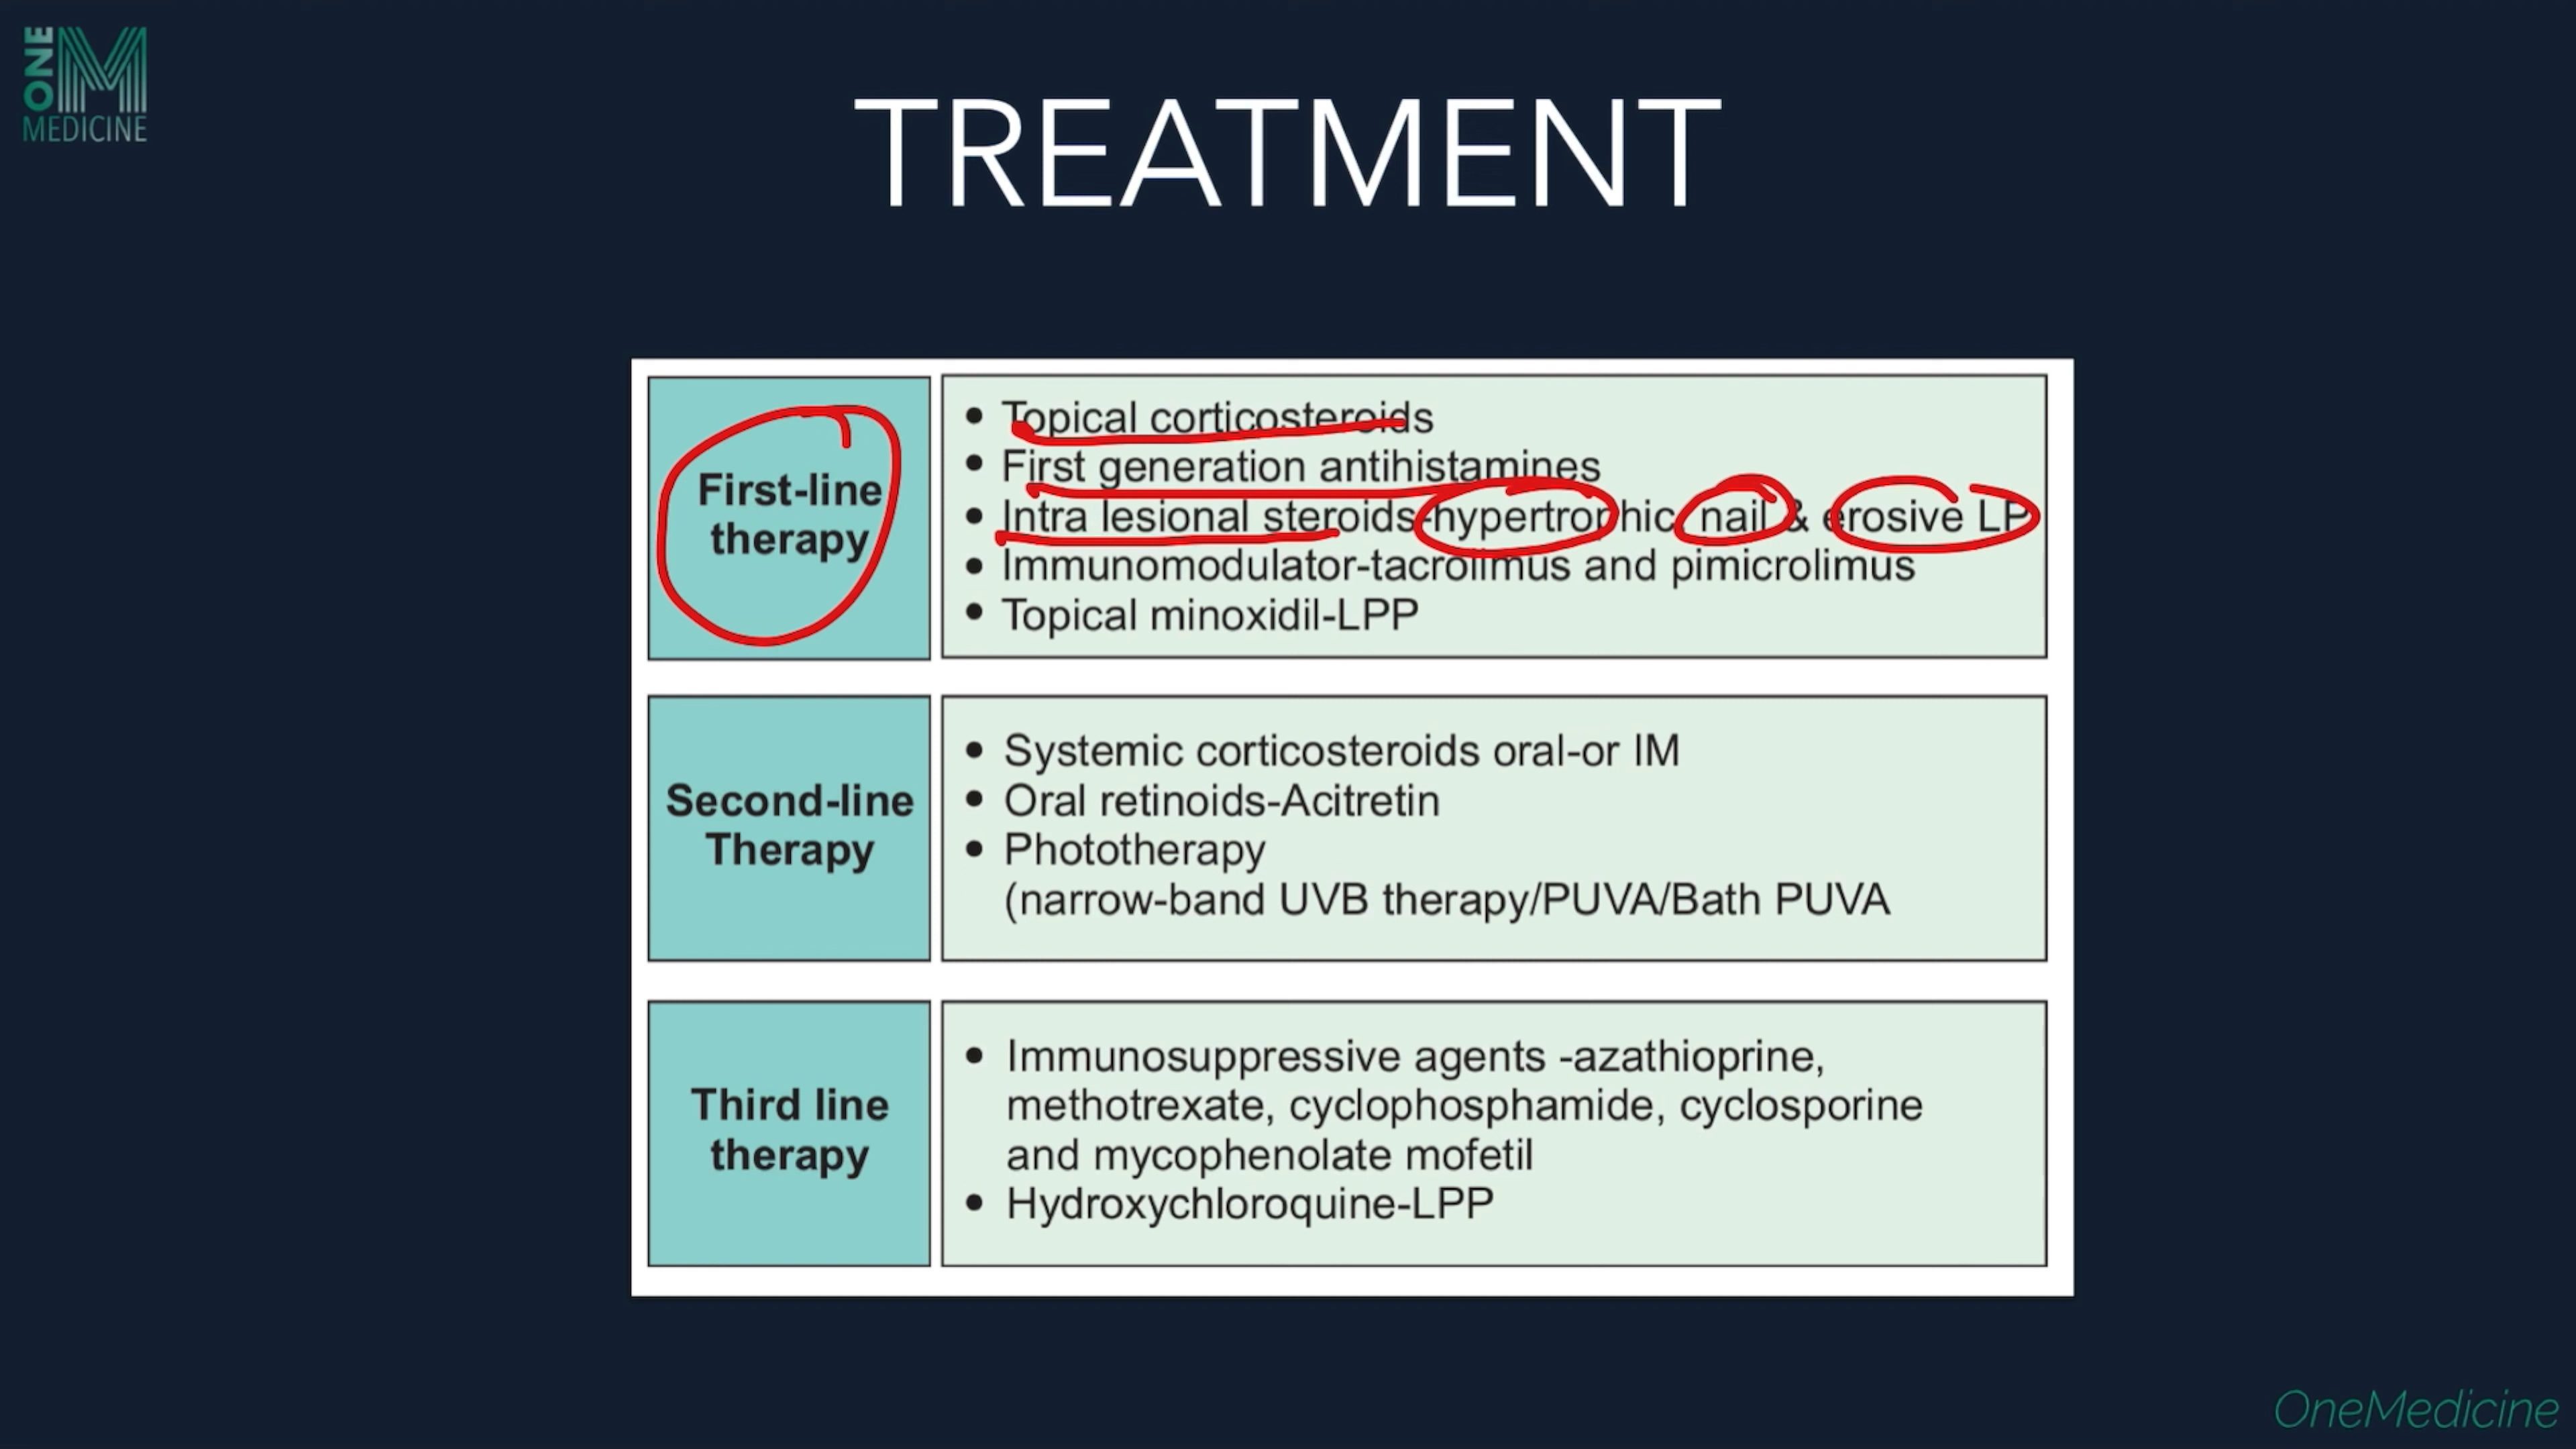 ONE
MEDICINE
TREATMENT
First-line
therapy
• Topical corticosteroids
• First generation antihistamines
• Intra lesional steroids-hypertrophic, nail & erosive LP
• Immunomodulator-tacrolimus and pimicrolimus
• Topical minoxidil-LPP
Second-line
Therapy
• Systemic corticosteroids oral-or IM
• Oral retinoids-Acitretin
• Phototherapy
(narrow-band UVB therapy/PUVA/Bath PUVA
Third line
therapy
• Immunosuppressive agents -azathioprine,
methotrexate, cyclophosphamide, cyclosporine
and mycophenolate mofetil
• Hydroxychloroquine-LPP
OneMedicine